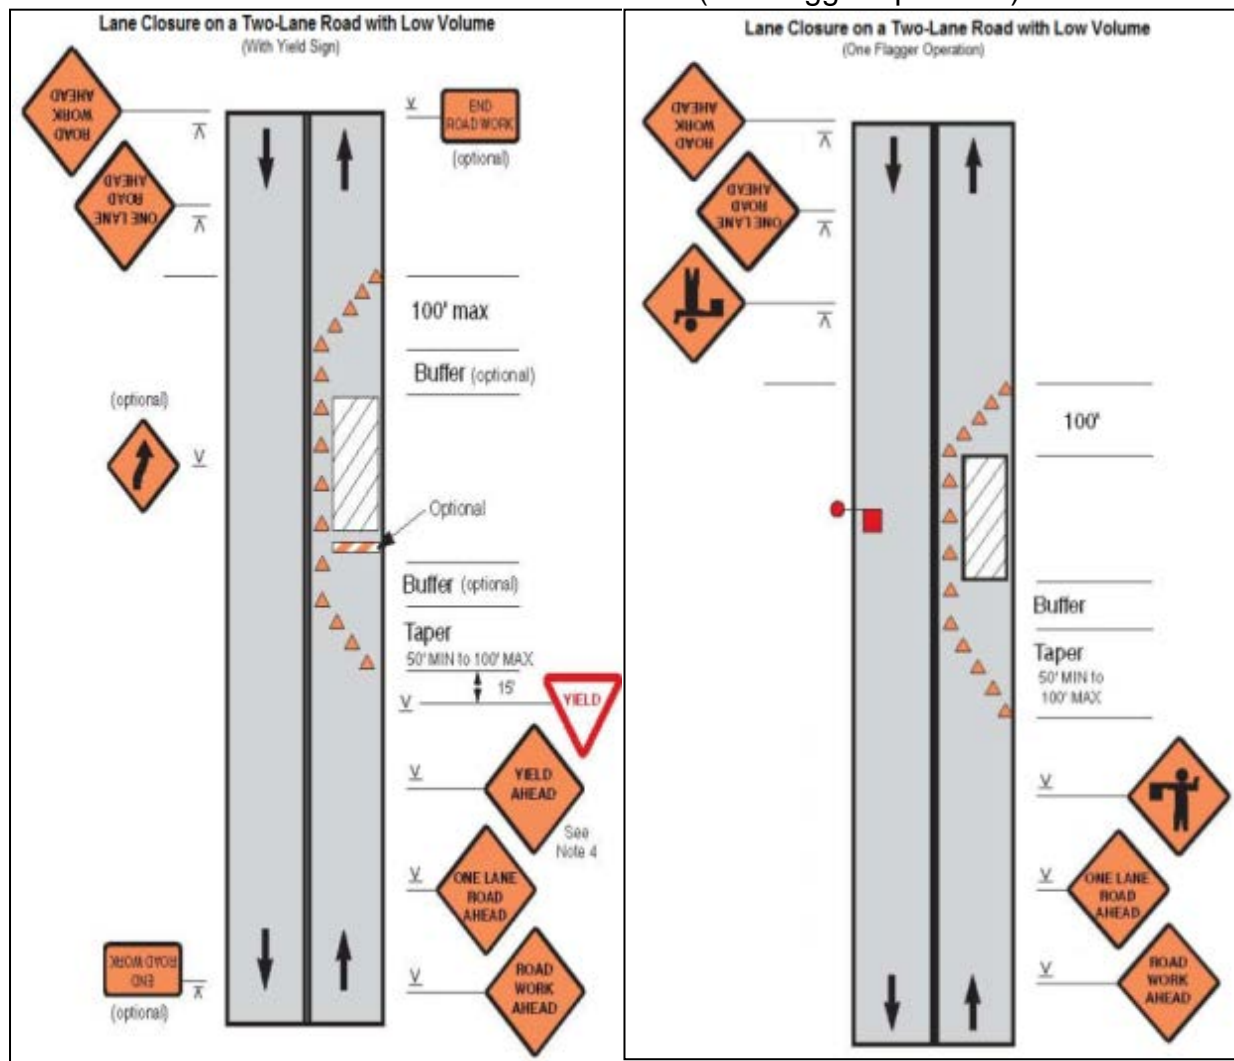 Lane Closure on a Two-Lane Road with Low Volume
(With Yield Sign)
ROAD
WORK
AHEAD
END
ROAD WORK
(optional)
ONE LANE
ROAD
AHEAD
100' max
Buffer (optional)
(optional)
Optional
Buffer (optional)
Taper
50' MIN to 100' MAX
15'
YIELD
YIELD
AHEAD
See
Note 4
ONE LANE
ROAD
AHEAD
ROAD
WORK
AHEAD
END
ROAD WORK
(optional)
Lane Closure on a Two-Lane Road with Low Volume
(One Flagger Operation)
ROAD
WORK
AHEAD
ONE LANE
ROAD
AHEAD
100'
Buffer
Taper
50' MIN to
100' MAX
ONE LANE
ROAD
AHEAD
ROAD
WORK
AHEAD